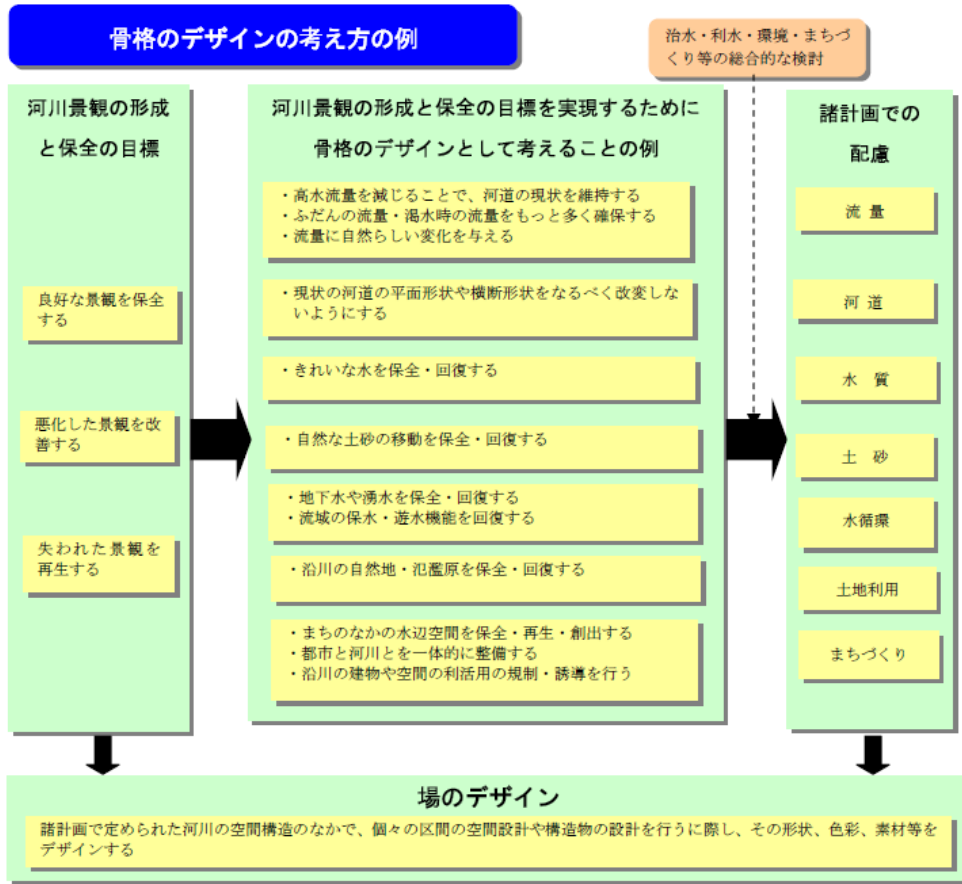 骨格のデザインの考え方の例
治水・利水・環境・まちづ
くり等の総合的な検討
河川景観の形成
と保全の目標
良好な景観を保全
する
悪化した景観を改
善する
失われた景観を
再生する
河川景観の形成と保全の目標を実現するために
骨格のデザインとして考えることの例
・高水流量を減じることで、河道の現状を維持する
・ふだんの流量・渇水時の流量をもっと多く確保する
・流量に自然らしい変化を与える
・現状の河道の平面形状や横断形状をなるべく改変しな
いようにする
・きれいな水を保全・回復する
・自然な土砂の移動を保全・回復する
・地下水や湧水を保全・回復する
・流域の保水・遊水機能を回復する
・沿川の自然地・氾濫原を保全・回復する
・まちのなかの水辺空間を保全・再生・創出する
・都市と河川とを一体的に整備する
・沿川の建物や空間の利活用の規制・誘導を行う
諸計画での
配慮
流 量
河 道
水 質
土 砂
水循環
土地利用
まちづくり
場のデザイン
諸計画で定められた河川の空間構造のなかで、個々の区間の空間設計や構造物の設計を行うに際し、その形状、色彩、素材等を
デザインする